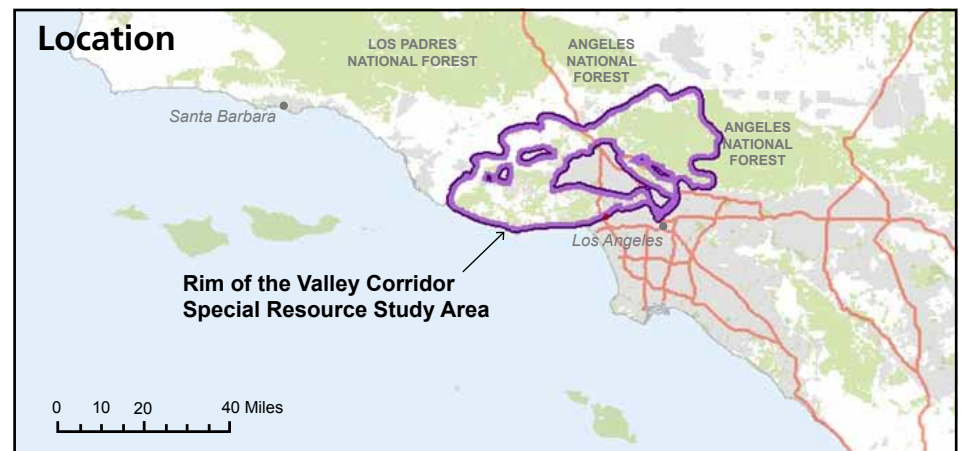 Location
LOS PADRES
NATIONAL FOREST
ANGELES
NATIONAL
FOREST
Santa Barbara
ANGELES
NATIONAL
FOREST
Los Angeles
Rim of the Valley Corridor
Special Resource Study Area
0 10 20 40 Miles